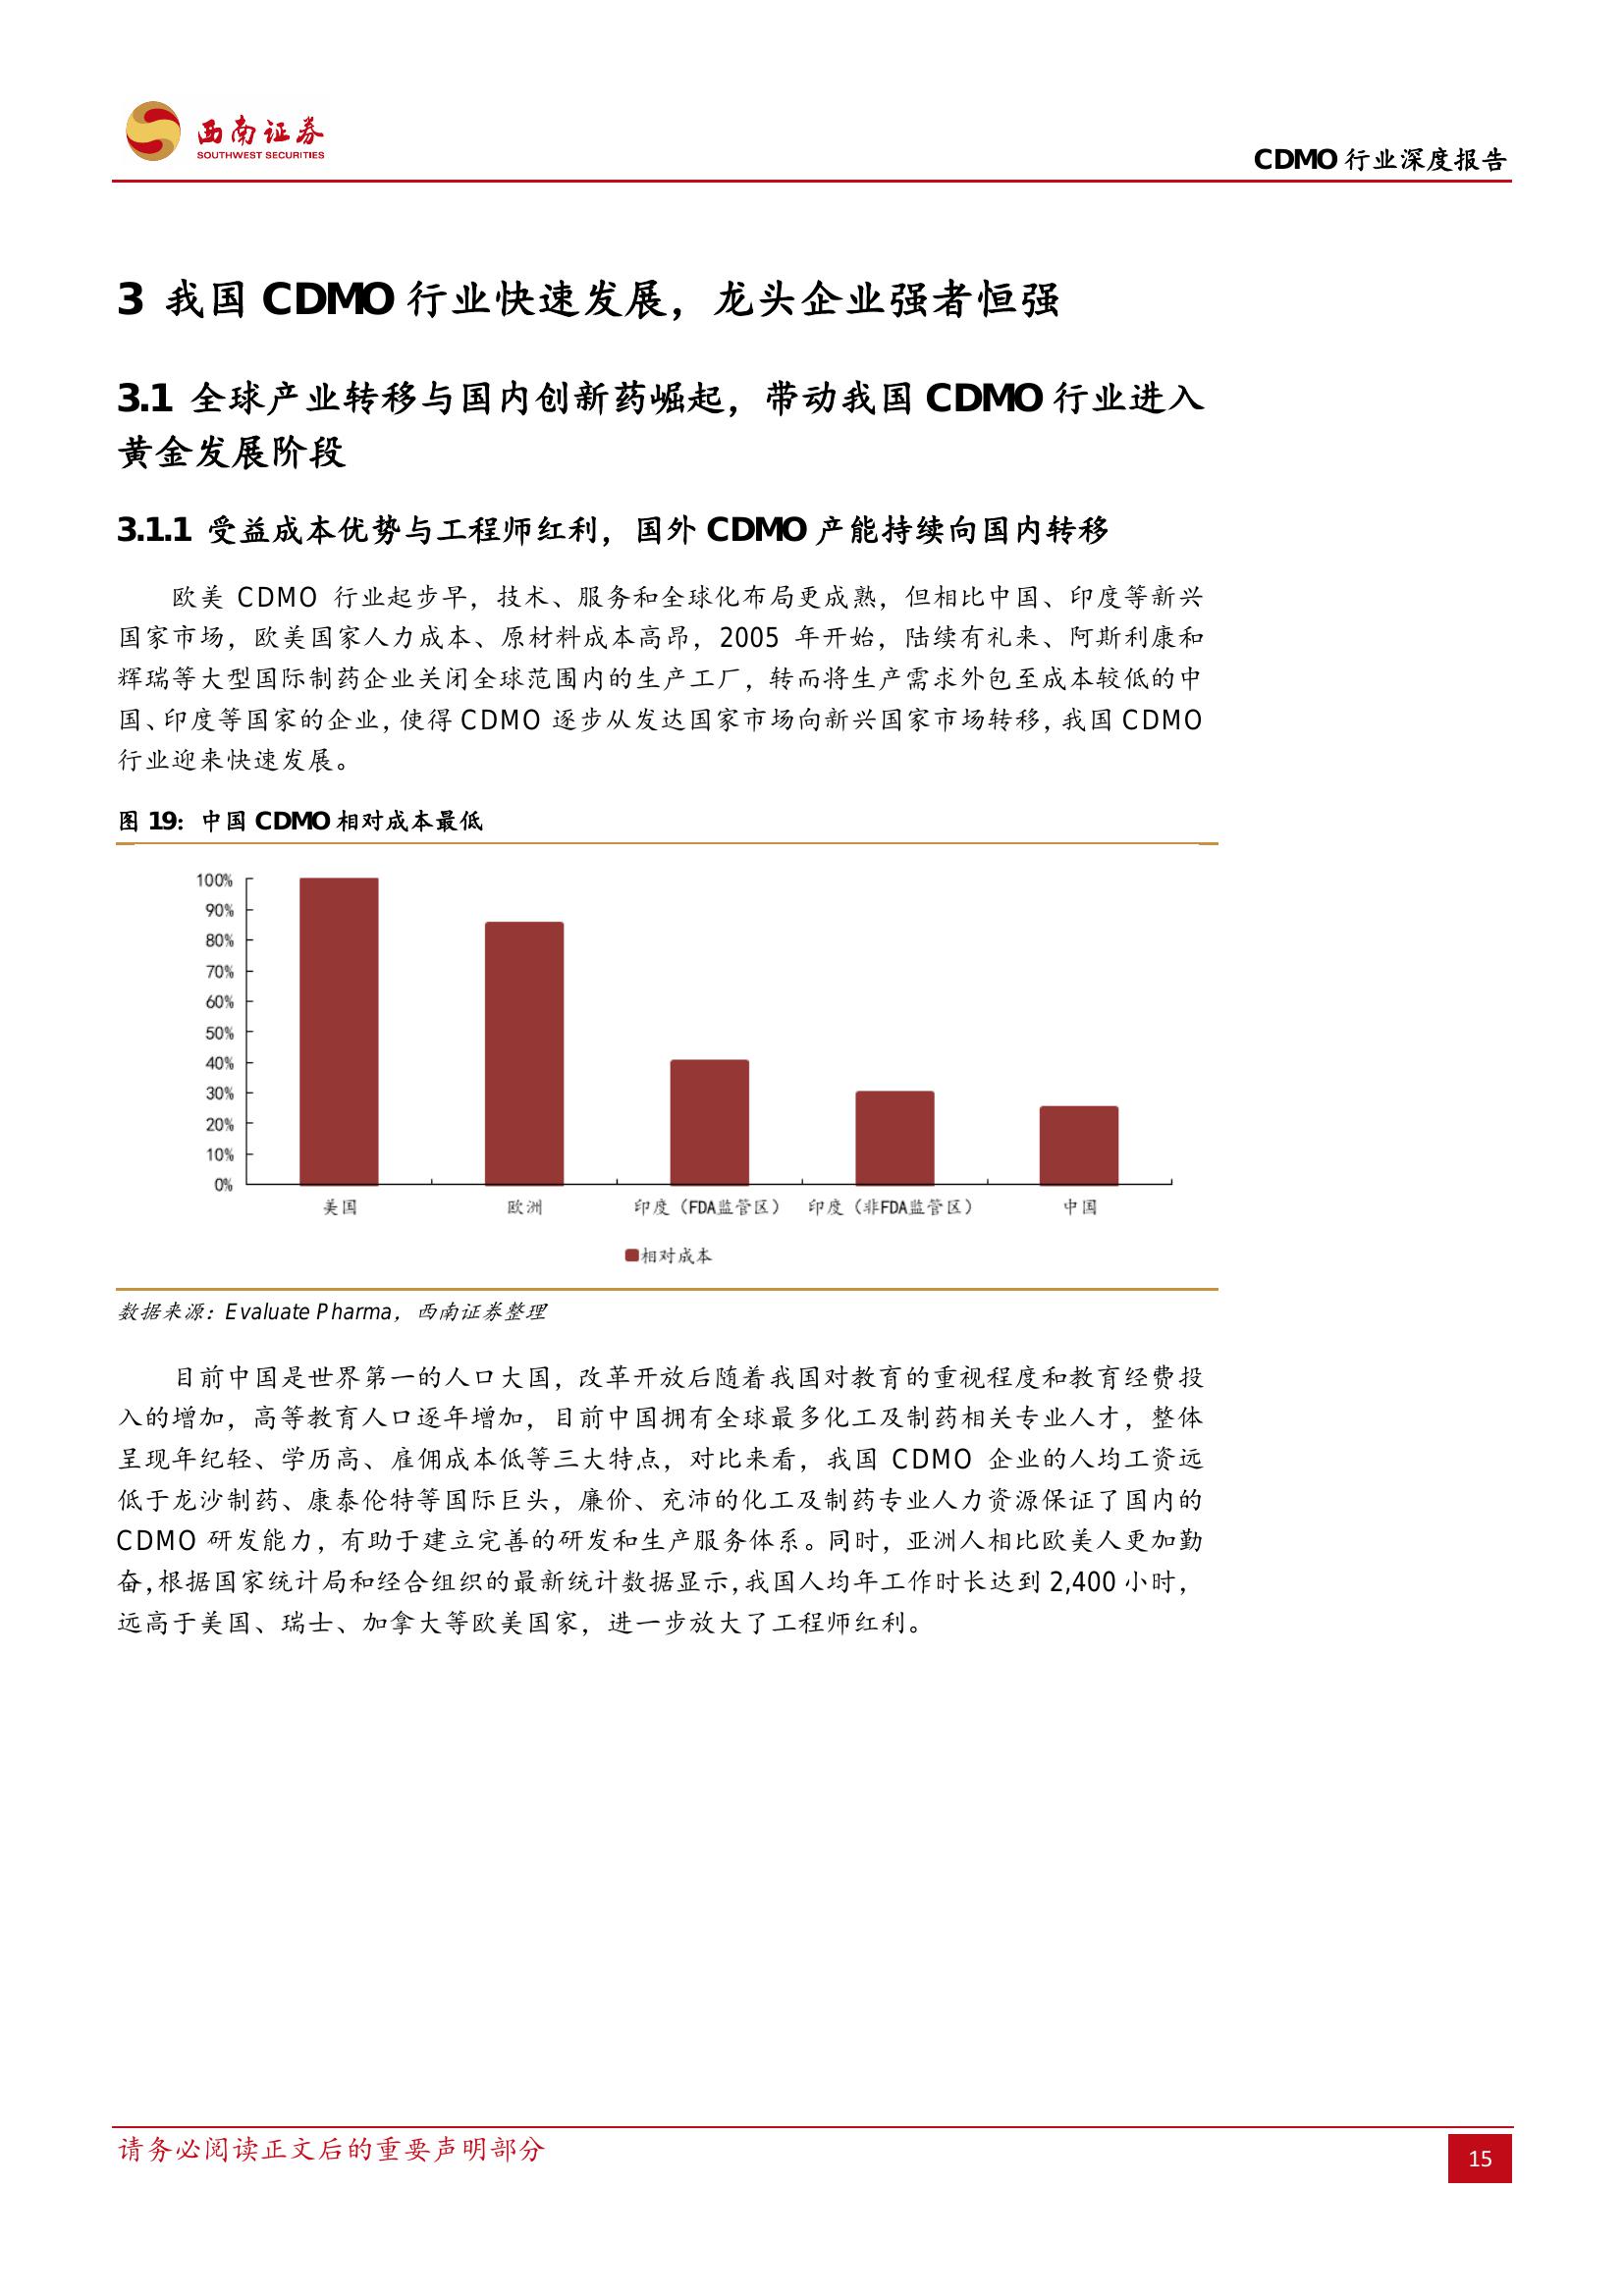 西南证券
SOUTHWEST SECURITIES
CDMO 行业深度报告
3 我国 CDMO 行业快速发展，龙头企业强者恒强
3.1 全球产业转移与国内创新药崛起，带动我国 CDMO 行业进入
黄金发展阶段
3.1.1 受益成本优势与工程师红利，国外 CDMO 产能持续向国内转移
欧美 CDMO 行业起步早，技术、服务和全球化布局更成熟，但相比中国、印度等新兴
国家市场，欧美国家人力成本、原材料成本高昂，2005 年开始，陆续有礼来、阿斯利康和
辉瑞等大型国际制药企业关闭全球范围内的生产工厂，转而将生产需求外包至成本较低的中
国、印度等国家的企业，使得 CDMO 逐步从发达国家市场向新兴国家市场转移，我国 CDMO
行业迎来快速发展。
图 19：中国 CDMO 相对成本最低
100%
90%
80%
70%
60%
50%
40%
30%
20%
10%
0%
美国 欧洲 印度（FDA监管区） 印度（非FDA监管区） 中国
相对成本
数据来源：Evaluate Pharma，西南证券整理
目前中国是世界第一的人口大国，改革开放后随着我国对教育的重视程度和教育经费投
入的增加，高等教育人口逐年增加，目前中国拥有全球最多化工及制药相关专业人才，整体
呈现年纪轻、学历高、雇佣成本低等三大特点，对比来看，我国 CDMO 企业的人均工资远
低于龙沙制药、康泰伦特等国际巨头，廉价、充沛的化工及制药专业人力资源保证了国内的
CDMO 研发能力，有助于建立完善的研发和生产服务体系。同时，亚洲人相比欧美人更加勤
奋，根据国家统计局和经合组织的最新统计数据显示，我国人均年工作时长达到 2,400 小时，
远高于美国、瑞士、加拿大等欧美国家，进一步放大了工程师红利。
请务必阅读正文后的重要声明部分
15